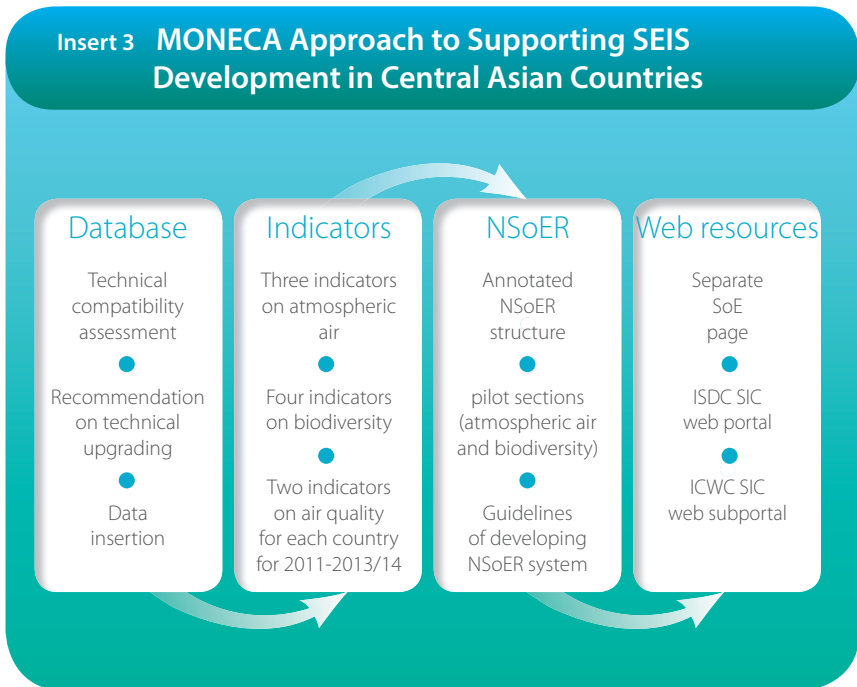 Insert 3 MONECA Approach to Supporting SEIS
Development in Central Asian Countries
Database
Technical
compatibility
assessment
Recommendation
on technical
upgrading
Data
insertion
Indicators
Three indicators
on atmospheric
air
Four indicators
on biodiversity
Two indicators
on air quality
for each country
for 2011-2013/14
NSoER
Annotated
NSoER
structure
pilot sections
(atmospheric air
and biodiversity)
Guidelines
of developing
NSoER system
Web resources
Separate
SoE
page
ISDC SIC
web portal
ICWC SIC
web subportal